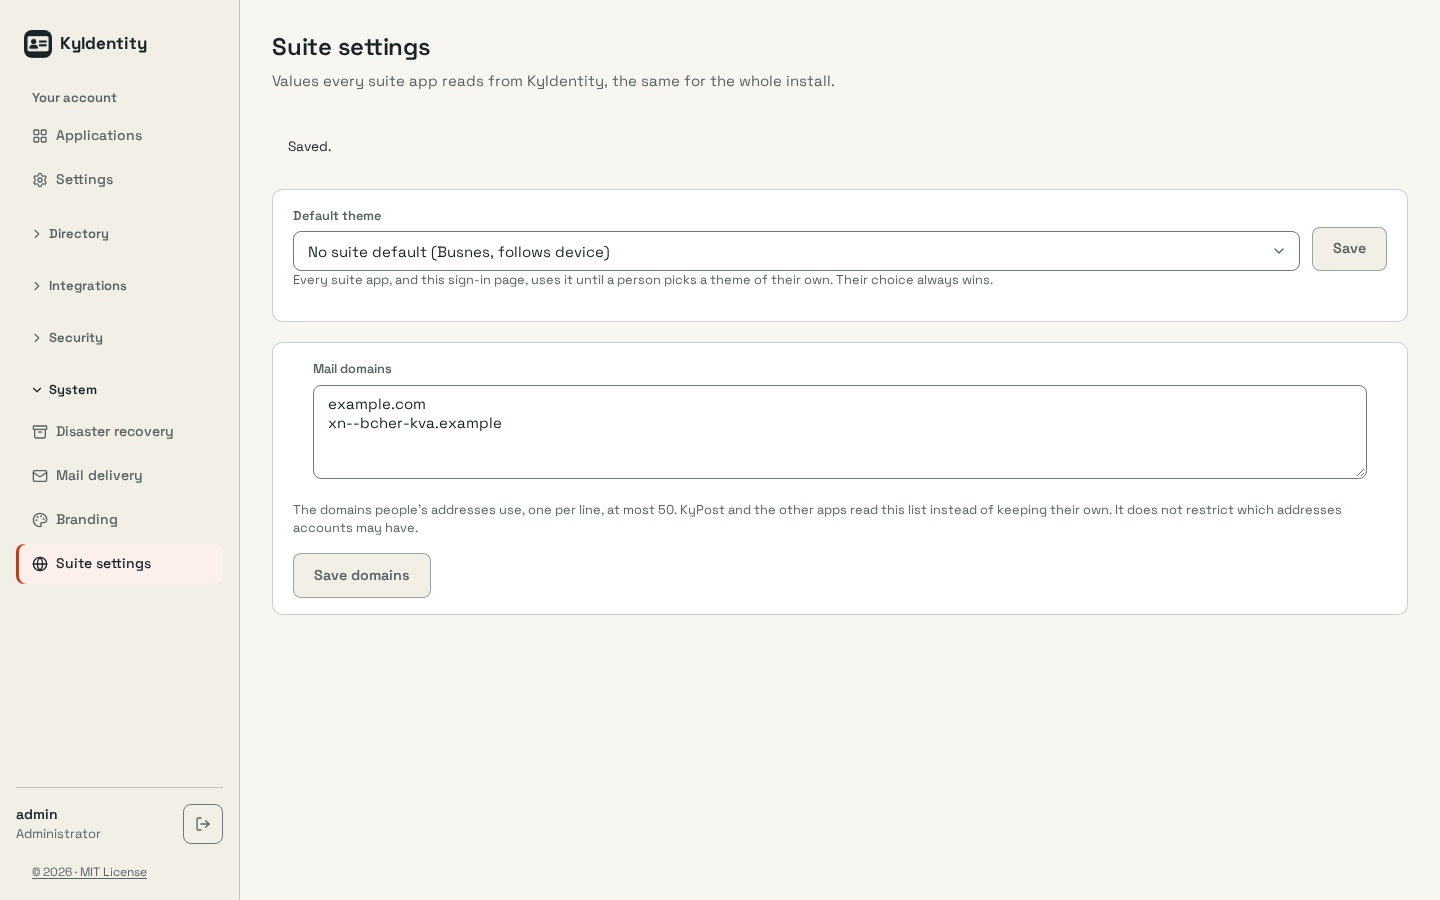 KyIdentity
Your account
Applications
Settings
Directory
Integrations
Security
System
Disaster recovery
Mail delivery
Branding
Suite settings
admin
Administrator
© 2026 · MIT License
Suite settings
Values every suite app reads from KyIdentity, the same for the whole install.
Saved.
Default theme
No suite default (Busnes, follows device)
Save
Every suite app, and this sign-in page, uses it until a person picks a theme of their own. Their choice always wins.
Mail domains
example.com
xn--bcher-kva.example
The domains people's addresses use, one per line, at most 50. KyPost and the other apps read this list instead of keeping their own. It does not restrict which addresses
accounts may have.
Save domains